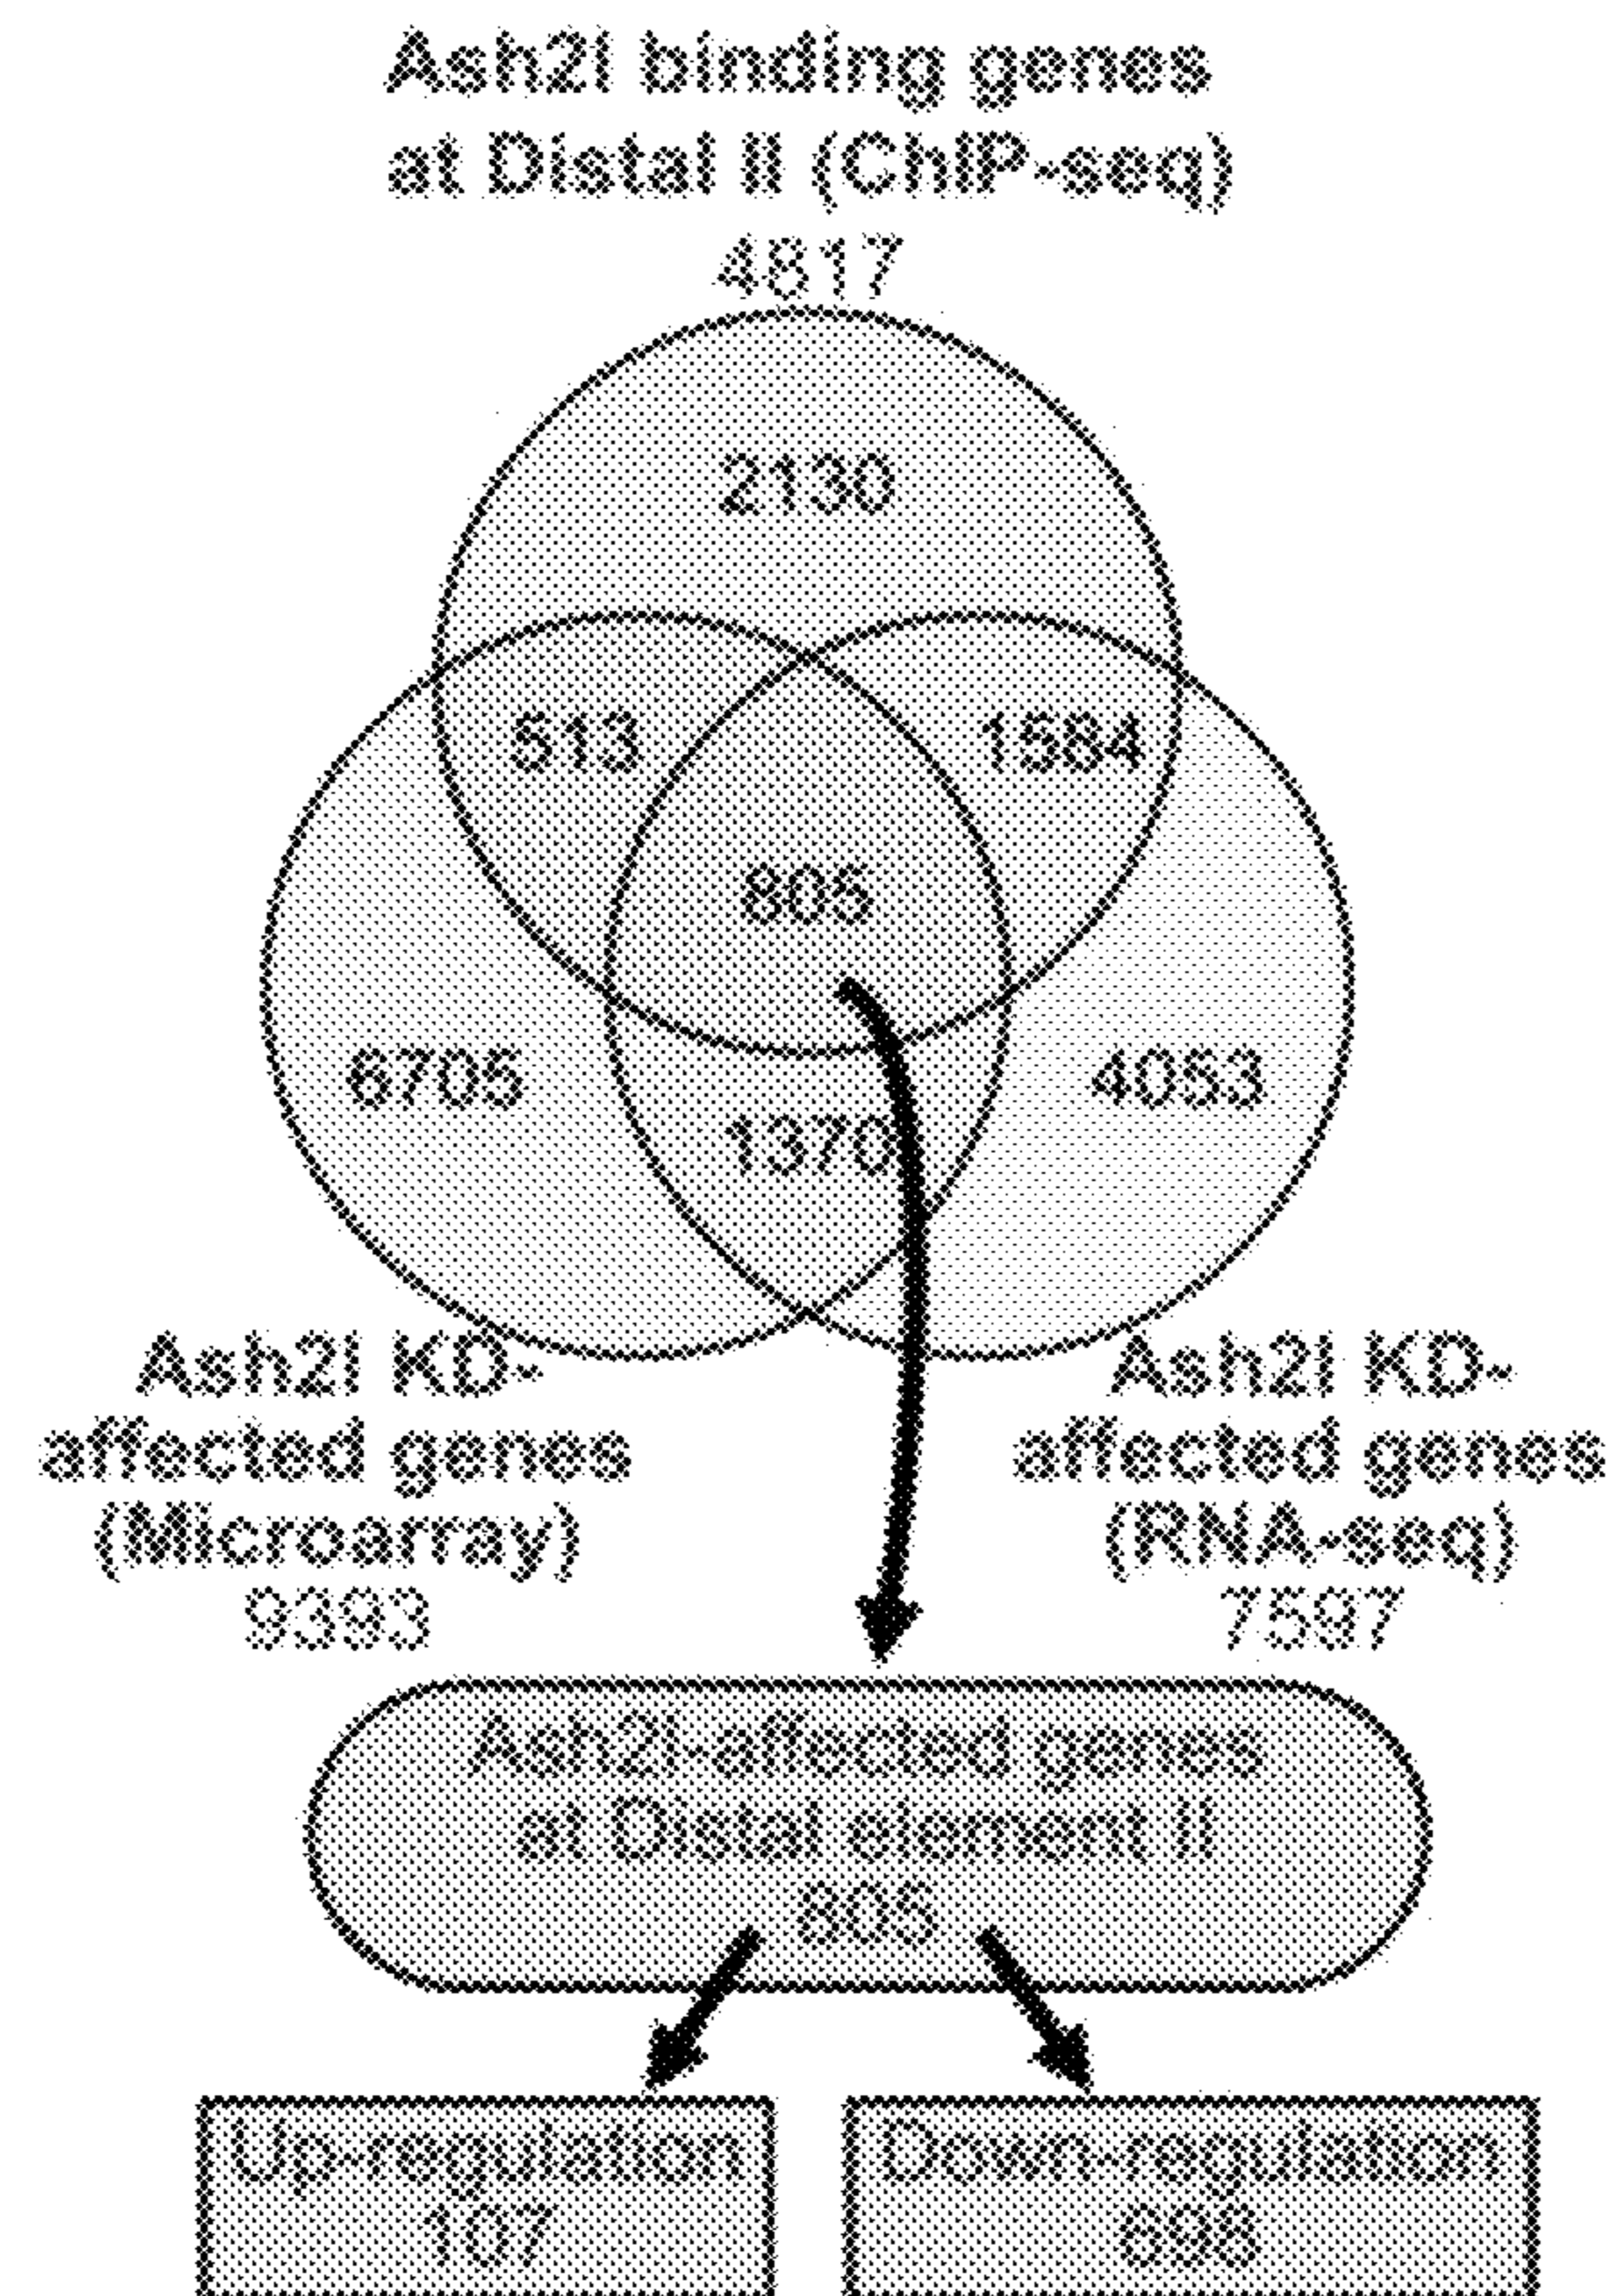 Ash2l binding genes
at Distal II (ChIP-seq)
4817
2130
513
1584
805
6705
4053
1370
Ash2l KD-
affected genes
(Microarray)
9393
Ash2l KD-
affected genes
(RNA-seq)
7597
Ash2l-affected genes
at Distal element II
805
Up-regulation
107
Down-regulation
698